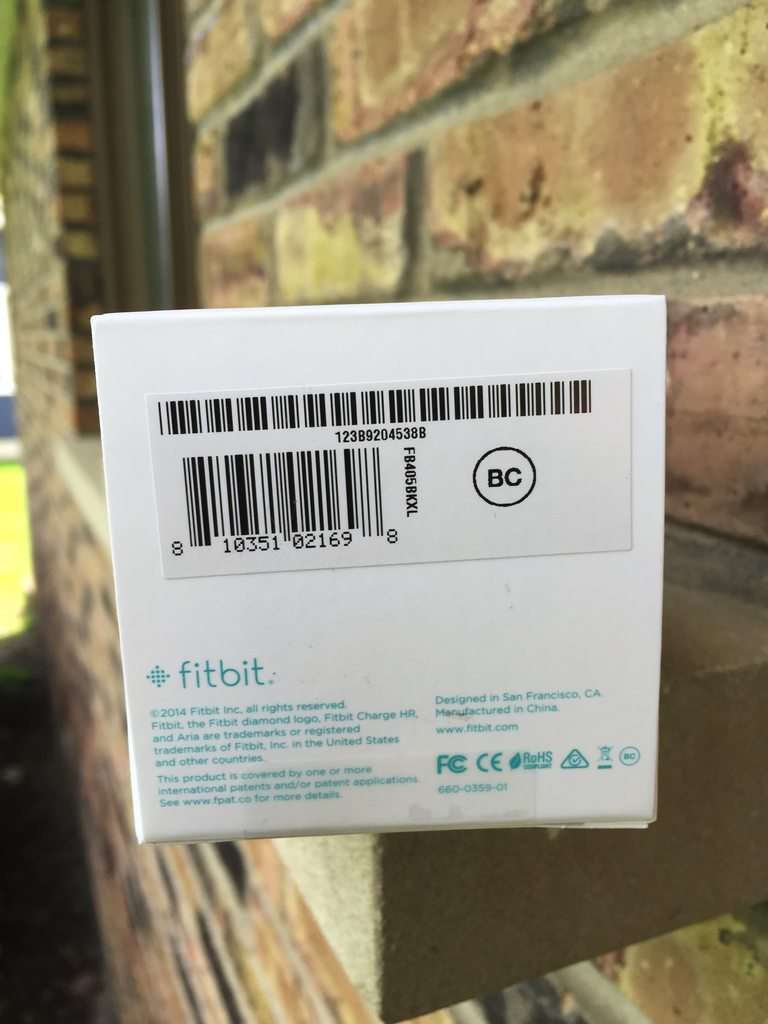 123B9204538B
FB405BKXL
BC
8 10351 02169 8
fitbit®
©2014 Fitbit Inc, all rights reserved.
Fitbit, the Fitbit diamond logo, Fitbit Charge HR,
and Aria are trademarks or registered
trademarks of Fitbit, Inc. in the United States
and other countries.
This product is covered by one or more
international patents and/or patent applications.
See www.fpat.co for more details.
Designed in San Francisco, CA.
Manufactured in China.
www.fitbit.com
FC CE RoHS
COMPLIANT
BC
660-0359-01